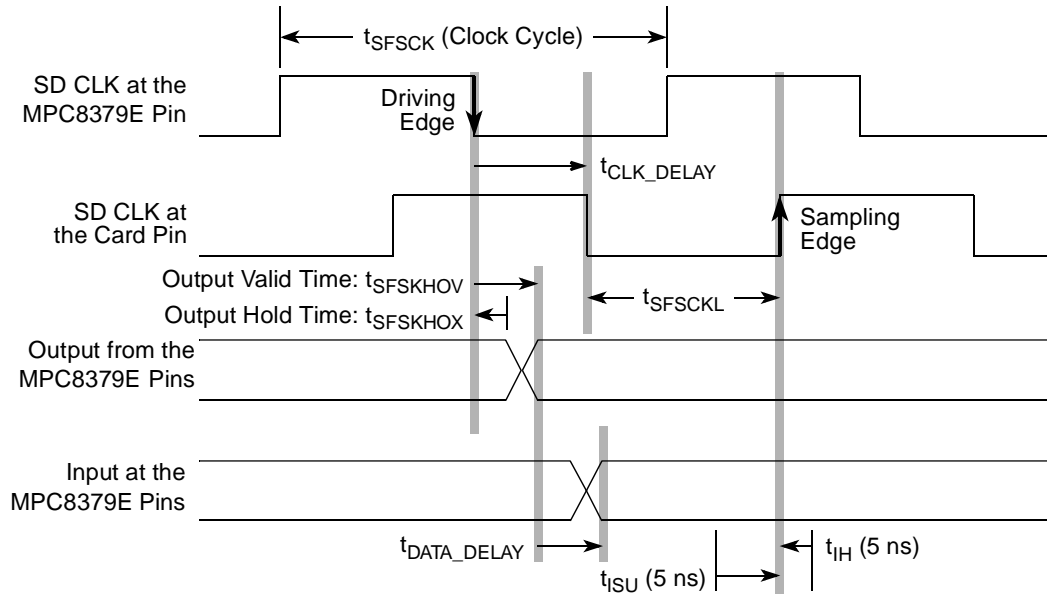 tSFSCK (Clock Cycle)
SD CLK at the
MPC8379E Pin
Driving
Edge
tCLK_DELAY
SD CLK at
the Card Pin
Sampling
Edge
Output Valid Time: tSFSKHOV
tSFSCKL
Output Hold Time: tSFSKHOX
Output from the
MPC8379E Pins
Input at the
MPC8379E Pins
tDATA_DELAY
tIH (5 ns)
tISU (5 ns)